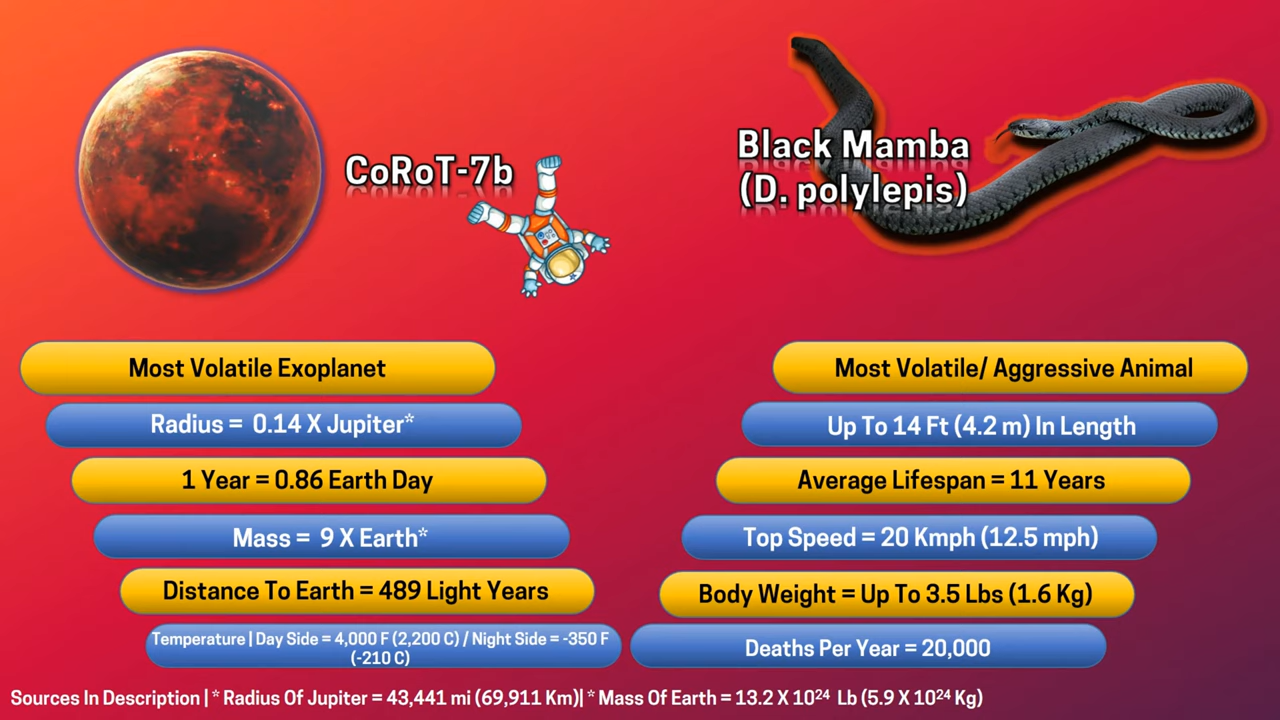 CoRoT-7b
Most Volatile Exoplanet
Radius = 0.14 X Jupiter*
1 Year = 0.86 Earth Day
Mass = 9 X Earth*
Distance To Earth = 489 Light Years
Temperature | Day Side = 4,000 F (2,200 C) / Night Side = -350 F
(-210 C)
Black Mamba
(D. polylepis)
Most Volatile/ Aggressive Animal
Up To 14 Ft (4.2 m) In Length
Average Lifespan = 11 Years
Top Speed = 20 Kmph (12.5 mph)
Body Weight = Up To 3.5 Lbs (1.6 Kg)
Deaths Per Year = 20,000
Sources In Description | * Radius Of Jupiter = 43,441 mi (69,911 Km)| * Mass Of Earth = 13.2 X 10²⁴ Lb (5.9 X 10²⁴ Kg)